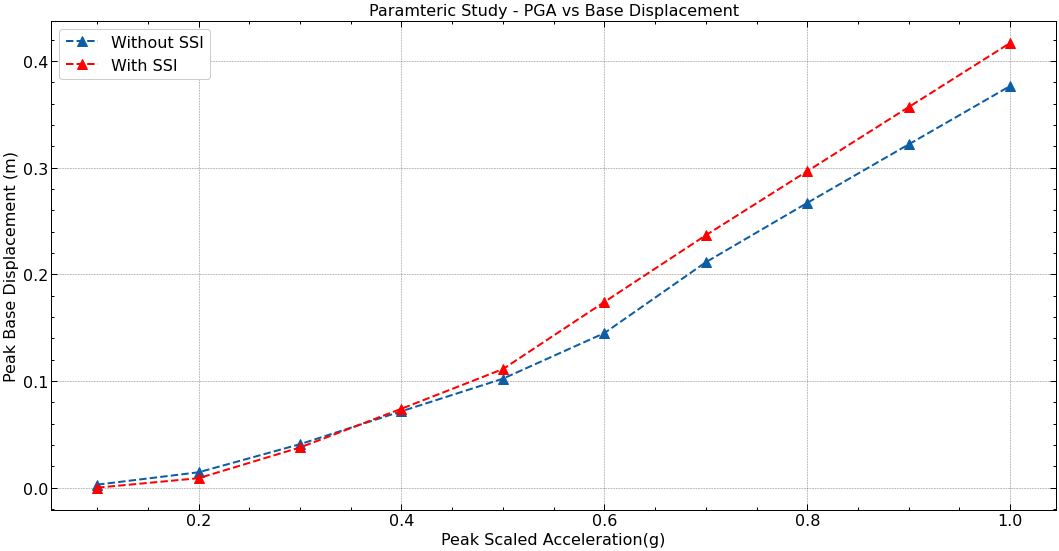 Paramteric Study - PGA vs Base Displacement
Without SSI
With SSI
Peak Base Displacement (m)
0.4
0.3
0.2
0.1
0.0
0.2
0.4
0.6
0.8
1.0
Peak Scaled Acceleration(g)